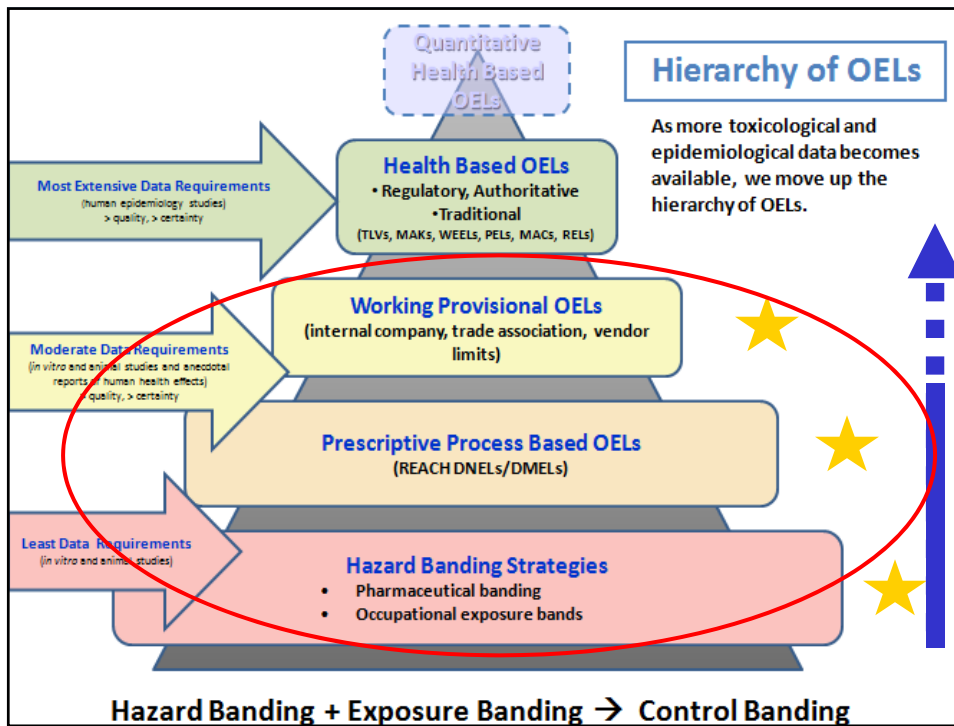 Quantitative
Health Based
OELs
Hierarchy of OELs
As more toxicological and
epidemiological data becomes
available, we move up the
hierarchy of OELs.
Health Based OELs
• Regulatory, Authoritative
•Traditional
(TLVs, MAKs, WEELs, PELs, MACs, RELs)
Most Extensive Data Requirements
(human epidemiology studies)
> quality, > certainty
Working Provisional OELs
(internal company, trade association, vendor
limits)
Moderate Data Requirements
(in vitro and animal studies and anecdotal
reports of human health effects)
quality, > certainty
Prescriptive Process Based OELs
(REACH DNELs/DMELs)
Least Data Requirements
(in vitro and animal studies)
Hazard Banding Strategies
• Pharmaceutical banding
• Occupational exposure bands
Hazard Banding + Exposure Banding → Control Banding